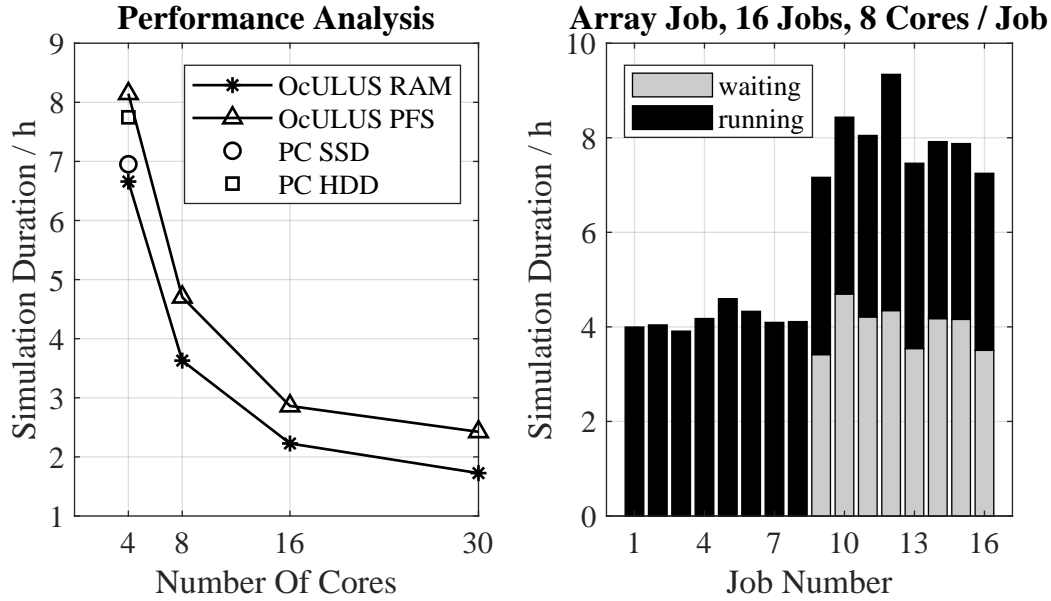 Performance Analysis
9
8
7
6
5
4
3
2
1
Simulation Duration / h
OcULUS RAM
OcULUS PFS
PC SSD
PC HDD
4 8 16 30
Number Of Cores
Array Job, 16 Jobs, 8 Cores / Job
10
8
6
4
2
0
Simulation Duration / h
waiting
running
1 4 7 10 13 16
Job Number